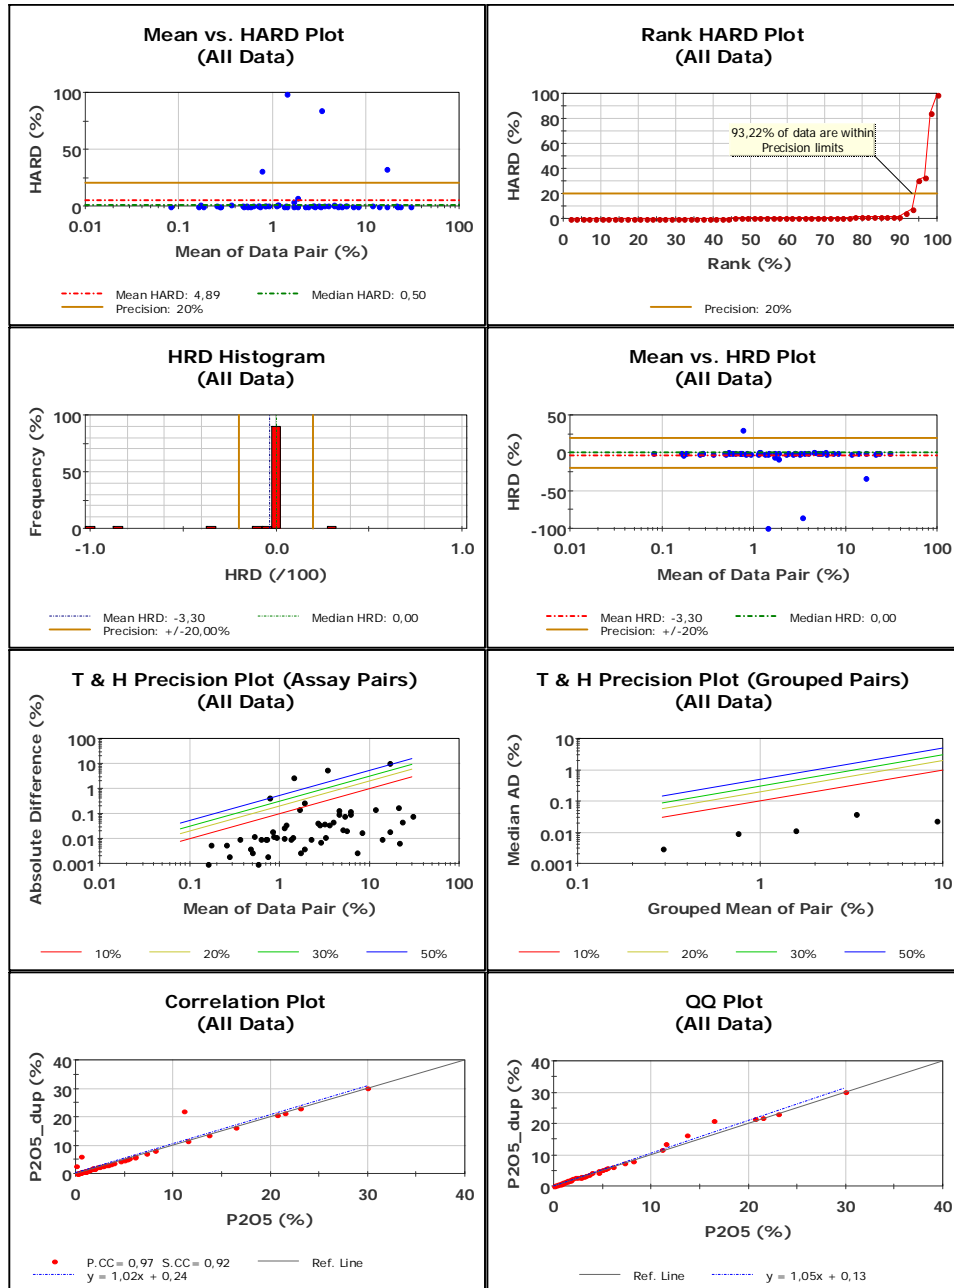 Mean vs. HARD Plot
(All Data)
HARD (%)
100
50
0
0.01
0.1
1
10
100
Mean of Data Pair (%)
Mean HARD: 4,89
Median HARD: 0,50
Precision: 20%
Rank HARD Plot
(All Data)
HARD (%)
100
80
60
40
20
0
93,22% of data are within
Precision limits
0 10 20 30 40 50 60 70 80 90 100
Rank (%)
Precision: 20%
HRD Histogram
(All Data)
Frequency (%)
100
50
0
-1.0
0.0
1.0
HRD (/100)
Mean HRD: -3,30
Median HRD: 0,00
Precision: +/-20,00%
Mean vs. HRD Plot
(All Data)
HRD (%)
50
0
-50
-100
0.01
0.1
1
10
100
Mean of Data Pair (%)
Mean HRD: -3,30
Median HRD: 0,00
Precision: +/-20%
T & H Precision Plot (Assay Pairs)
(All Data)
Absolute Difference (%)
100
10
1
0.1
0.01
0.001
0.01
0.1
1
10
100
Mean of Data Pair (%)
10%
20%
30%
50%
T & H Precision Plot (Grouped Pairs)
(All Data)
Median AD (%)
10
1
0.1
0.01
0.001
0.1
1
10
Grouped Mean of Pair (%)
10%
20%
30%
50%
Correlation Plot
(All Data)
P2O5_dup (%)
40
30
20
10
0
0
10
20
30
40
P2O5 (%)
P.CC= 0,97 S.CC= 0,92
Ref. Line
y = 1,02x + 0,24
QQ Plot
(All Data)
P2O5_dup (%)
40
30
20
10
0
0
10
20
30
40
P2O5 (%)
Ref. Line
y = 1,05x + 0,13